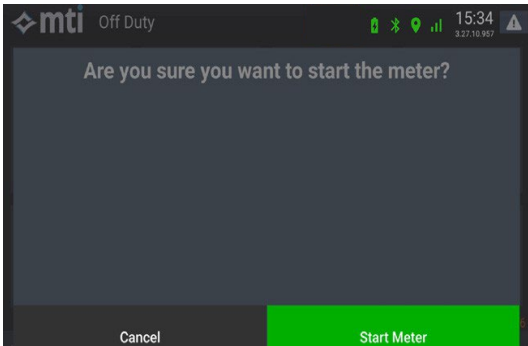 mti Off Duty 15:34
3.27.10.957
Are you sure you want to start the meter?
Cancel Start Meter